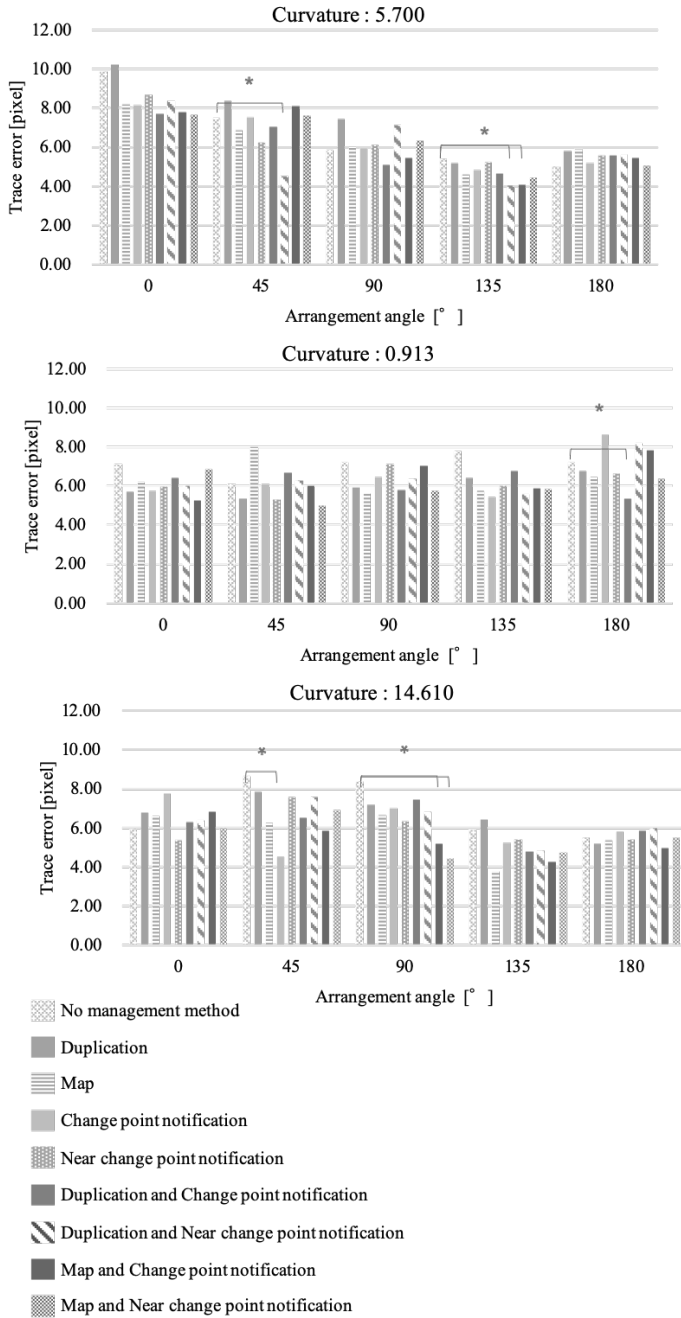 Curvature : 5.700
12.00
*
10.00
8.00
*
6.00
4.00
2.00
0.00
Trace error [pixel]
0 45 90 135 180
Arrangement angle [° ]
Curvature : 0.913
12.00
*
10.00
8.00
6.00
4.00
2.00
0.00
Trace error [pixel]
0 45 90 135 180
Arrangement angle [° ]
Curvature : 14.610
12.00
* *
10.00
8.00
6.00
4.00
2.00
0.00
Trace error [pixel]
0 45 90 135 180
Arrangement angle [° ]
No management method
Duplication
Map
Change point notification
Near change point notification
Duplication and Change point notification
Duplication and Near change point notification
Map and Change point notification
Map and Near change point notification